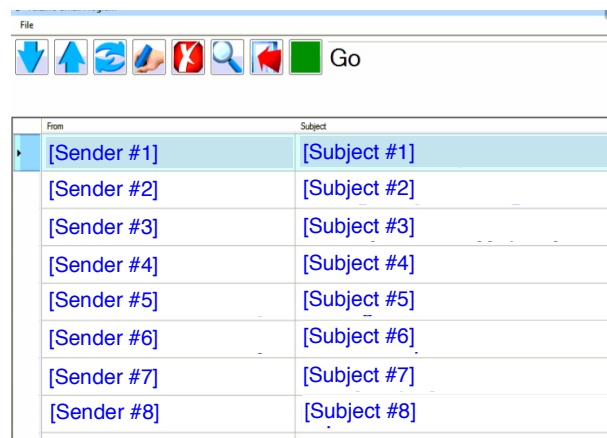 File
Go
From Subject
[Sender #1] [Subject #1]
[Sender #2] [Subject #2]
[Sender #3] [Subject #3]
[Sender #4] [Subject #4]
[Sender #5] [Subject #5]
[Sender #6] [Subject #6]
[Sender #7] [Subject #7]
[Sender #8] [Subject #8]